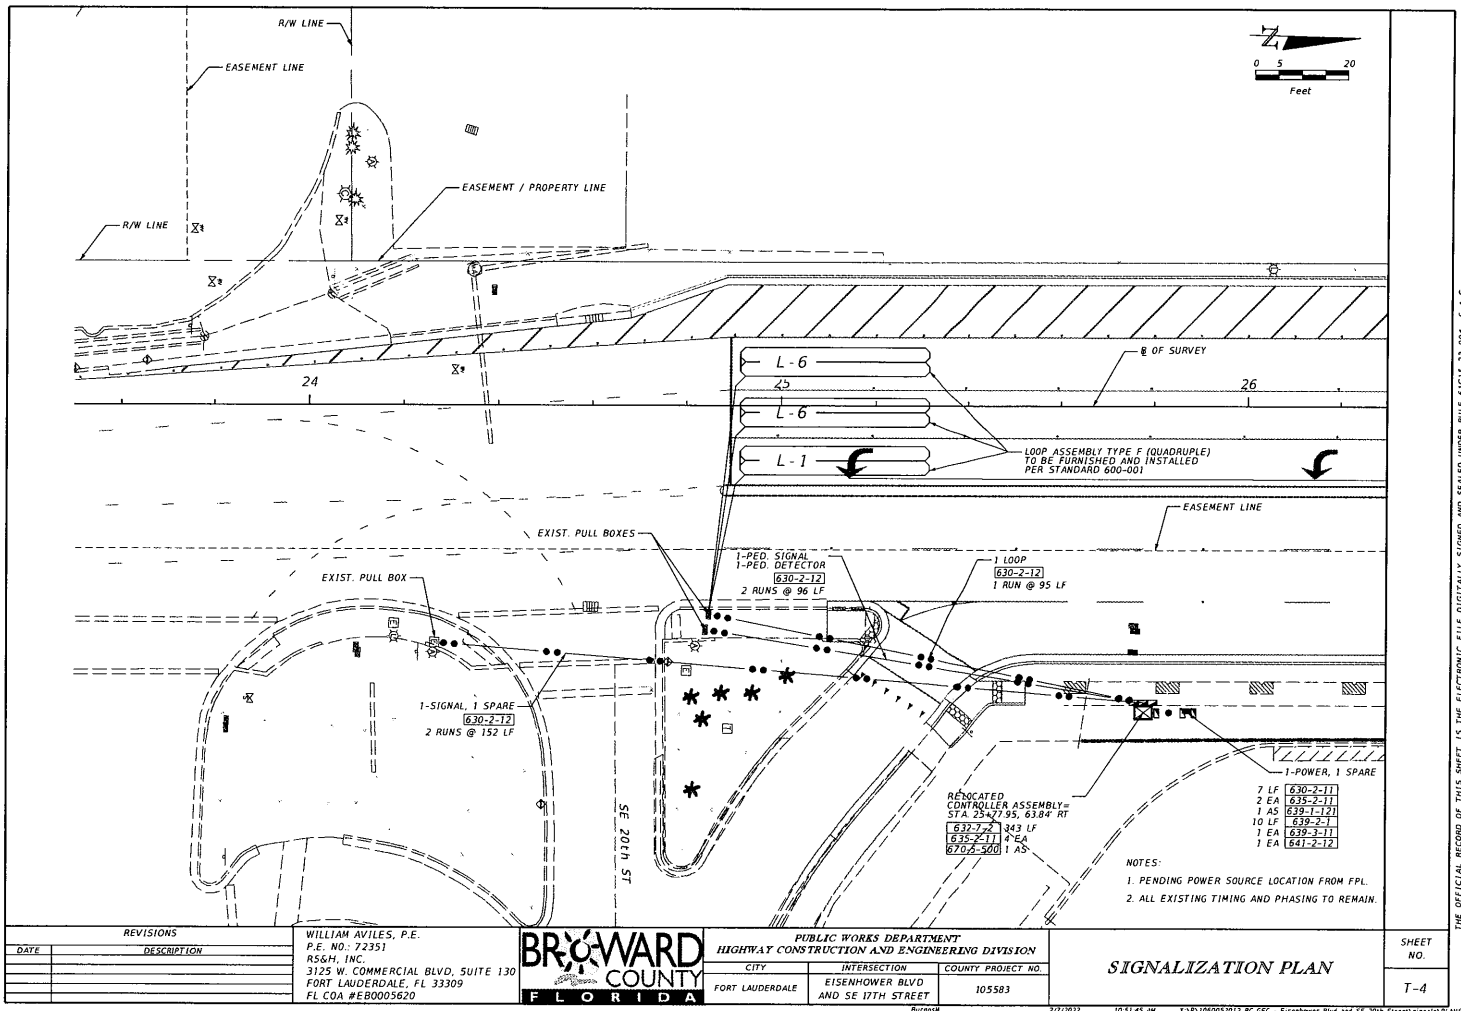 R/W LINE
EASEMENT LINE
N
0 5 20
Feet
EASEMENT / PROPERTY LINE
R/W LINE
L-6
B OF SURVEY
24
25
26
L-6
L-1
LOOP ASSEMBLY TYPE F (QUADRUPLE)
TO BE FURNISHED AND INSTALLED
PER STANDARD 600-001
EASEMENT LINE
EXIST. PULL BOXES
1-PED. SIGNAL
1-PED. DETECTOR
630-2-12
2 RUNS @ 96 LF
1 LOOP
630-2-12
1 RUN @ 95 LF
EXIST. PULL BOX
1-SIGNAL, 1 SPARE
630-2-12
2 RUNS @ 152 LF
SE 20th ST
RELOCATED
CONTROLLER ASSEMBLY=
STA. 25+77.95, 63.84' RT
632-7-2 343 LF
635-2-11 4 EA
670-5-500 1 AS
1-POWER, 1 SPARE
7 LF 630-2-11
2 EA 635-2-11
1 AS 639-1-121
10 LF 639-2-1
1 EA 639-3-11
1 EA 641-2-12
NOTES:
1. PENDING POWER SOURCE LOCATION FROM FPL.
2. ALL EXISTING TIMING AND PHASING TO REMAIN.
REVISIONS
DATE DESCRIPTION
WILLIAM AVILES, P.E.
P.E. NO.: 72351
RS&H, INC.
3125 W. COMMERCIAL BLVD, SUITE 130
FORT LAUDERDALE, FL 33309
FL COA #EB0005620
BROWARD
COUNTY
FLORIDA
PUBLIC WORKS DEPARTMENT
HIGHWAY CONSTRUCTION AND ENGINEERING DIVISION
CITY INTERSECTION COUNTY PROJECT NO.
FORT LAUDERDALE
EISENHOWER BLVD
AND SE 17TH STREET
105583
SIGNALIZATION PLAN
SHEET
NO.
T-4
THE OFFICIAL RECORD OF THIS SHEET IS THE ELECTRONIC FILE DIGITALLY SIGNED AND SEALED UNDER RULE